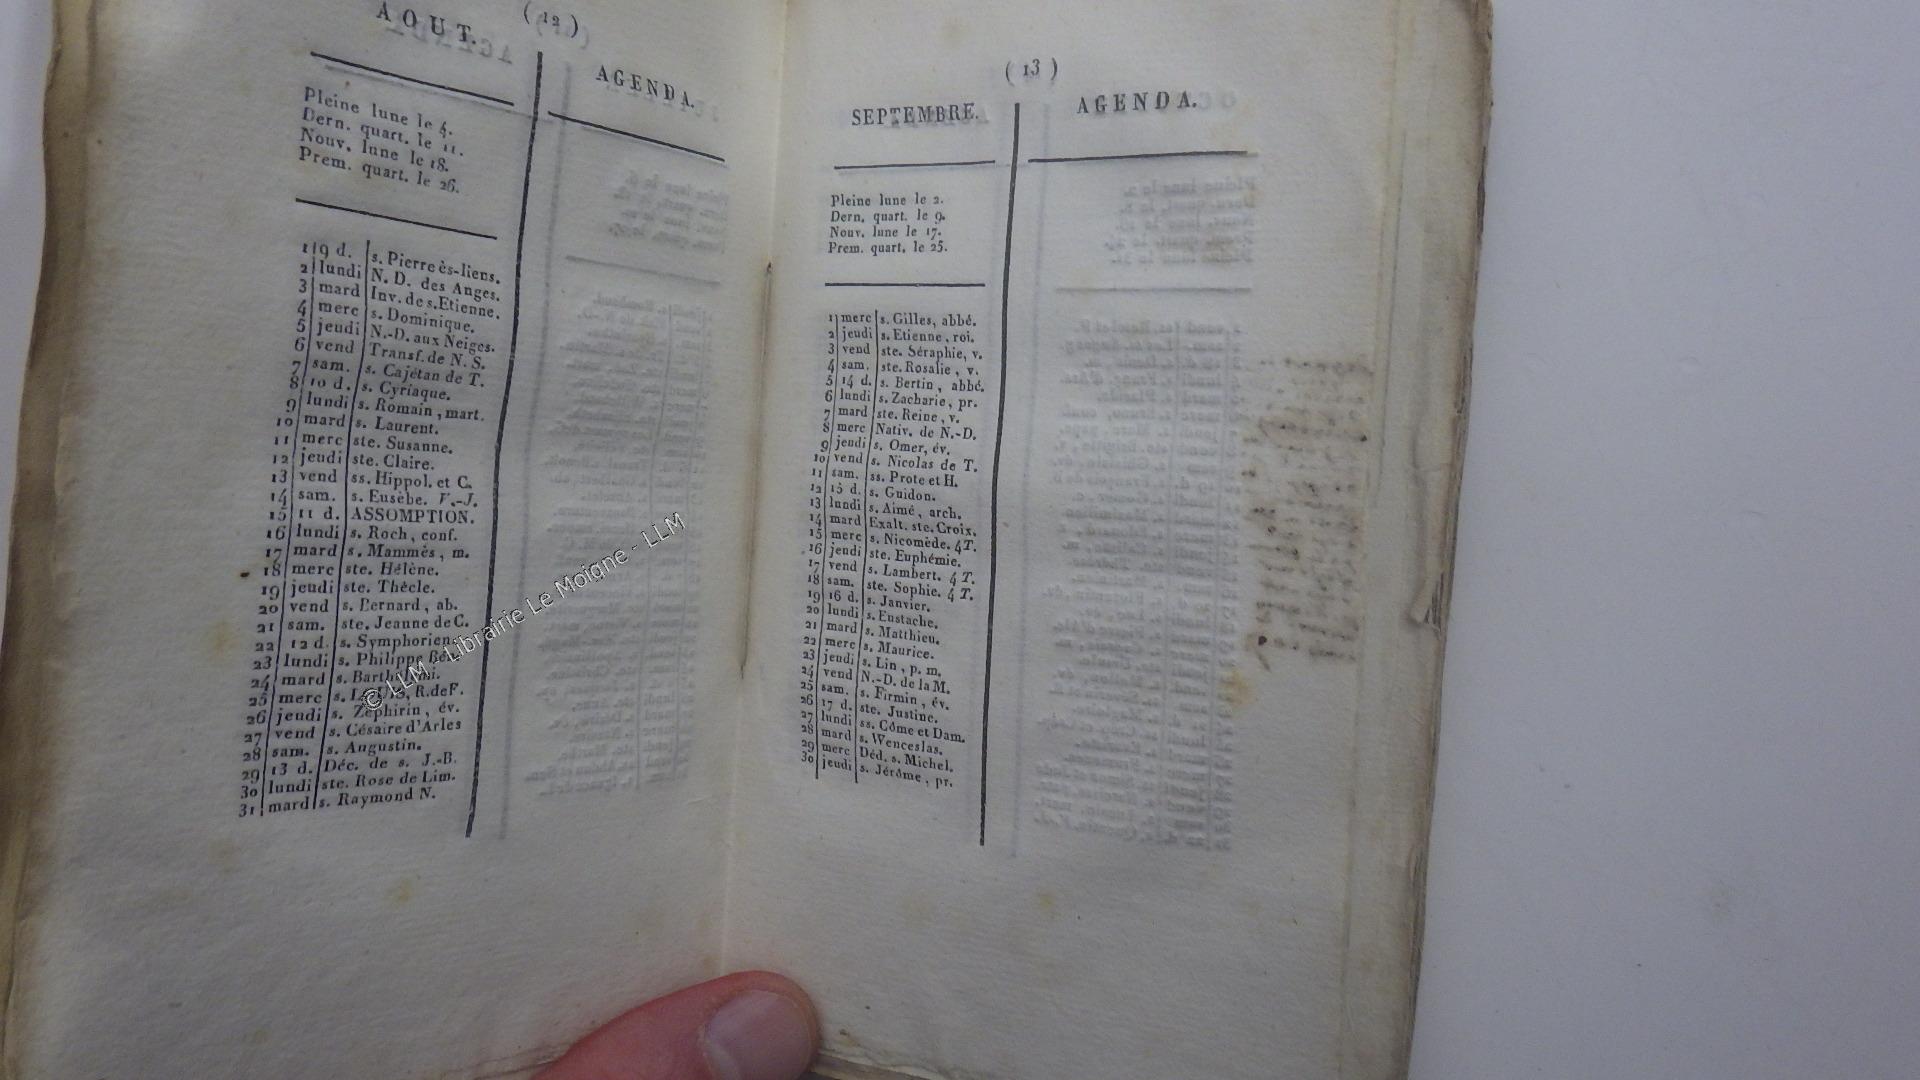 ( 12 )
AOUT.
AGENDA.
Pleine lune le 4.
Dern. quart. le 11.
Nouv. lune le 18.
Prem. quart. le 26.
1 9 d. s. Pierre ès-liens.
2 lundi N. D. des Anges.
3 mard Inv. de s. Etienne.
4 merc s. Dominique.
5 jeudi N.-D. aux Neiges.
6 vend Transf. de N. S.
7 sam. s. Cajétan de T.
8 10 d. s. Cyriaque.
9 lundi s. Romain, mart.
10 mard s. Laurent.
11 merc ste. Susanne.
12 jeudi ste. Claire.
13 vend ss. Hippol. et C.
14 sam. s. Eusèbe. V.-J.
15 11 d. ASSOMPTION.
16 lundi s. Roch, conf.
17 mard s. Mammès, m.
18 merc ste. Hélène.
19 jeudi ste. Thècle.
20 vend s. Bernard, ab.
21 sam. ste. Jeanne de C.
22 12 d. s. Symphorien.
23 lundi s. Philippe Bén.
24 mard s. Barthélemi.
25 merc s. LOUIS, R. de F.
26 jeudi s. Zéphirin, év.
27 vend s. Césaire d'Arles
28 sam. s. Augustin.
29 13 d. Déc. de s. J.-B.
30 lundi ste. Rose de Lim.
31 mard s. Raymond N.
( 13 )
SEPTEMBRE.
AGENDA.
Pleine lune le 2.
Dern. quart. le 9.
Nouv. lune le 17.
Prem. quart. le 25.
1 merc s. Gilles, abbé.
2 jeudi s. Etienne, roi.
3 vend ste. Séraphie, v.
4 sam. ste. Rosalie, v.
5 14 d. s. Bertin, abbé.
6 lundi s. Zacharie, pr.
7 mard ste. Reine, v.
8 merc Nativ. de N.-D.
9 jeudi s. Omer, év.
10 vend s. Nicolas de T.
11 sam. ss. Prote et H.
12 15 d. s. Guidon.
13 lundi s. Aimé, arch.
14 mard Exalt. ste. Croix.
15 merc s. Nicomède. 4 T.
16 jeudi ste. Euphémie.
17 vend s. Lambert. 4 T.
18 sam. ste. Sophie. 4 T.
19 16 d. s. Janvier.
20 lundi s. Eustache.
21 mard s. Matthieu.
22 merc s. Maurice.
23 jeudi s. Lin, p. m.
24 vend N.-D. de la M.
25 sam. s. Firmin, év.
26 17 d. ste. Justine.
27 lundi ss. Côme et Dam.
28 mard s. Wenceslas.
29 merc Déd. s. Michel.
30 jeudi s. Jérôme, pr.
© LLM - Librairie Le Moigne - LLM